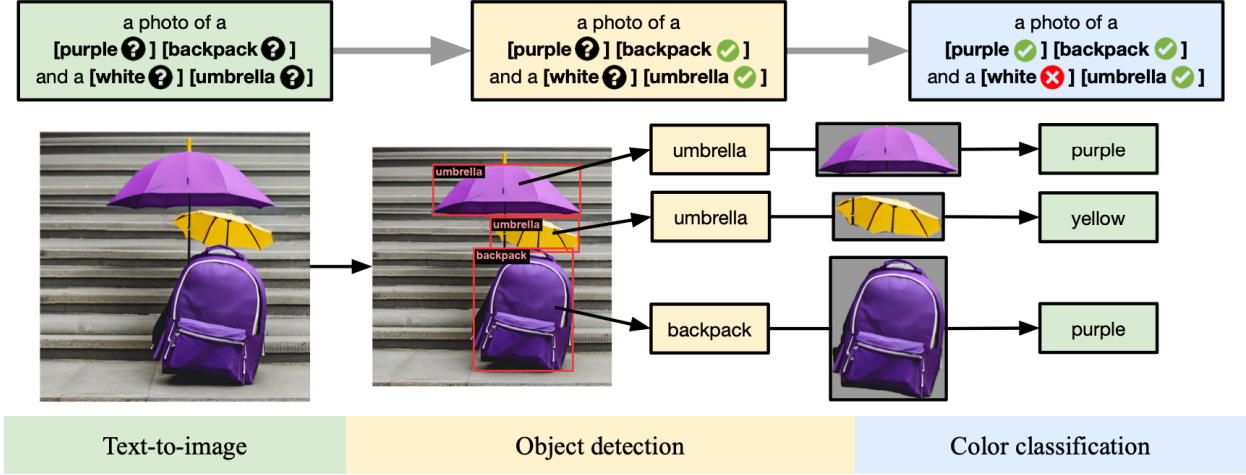 a photo of a
[purple ?] [backpack ?]
and a [white ?] [umbrella ?]
a photo of a
[purple ?] [backpack ✓]
and a [white ?] [umbrella ✓]
a photo of a
[purple ✓] [backpack ✓]
and a [white ✗] [umbrella ✓]
umbrella
umbrella
backpack
umbrella
purple
umbrella
yellow
backpack
purple
Text-to-image
Object detection
Color classification